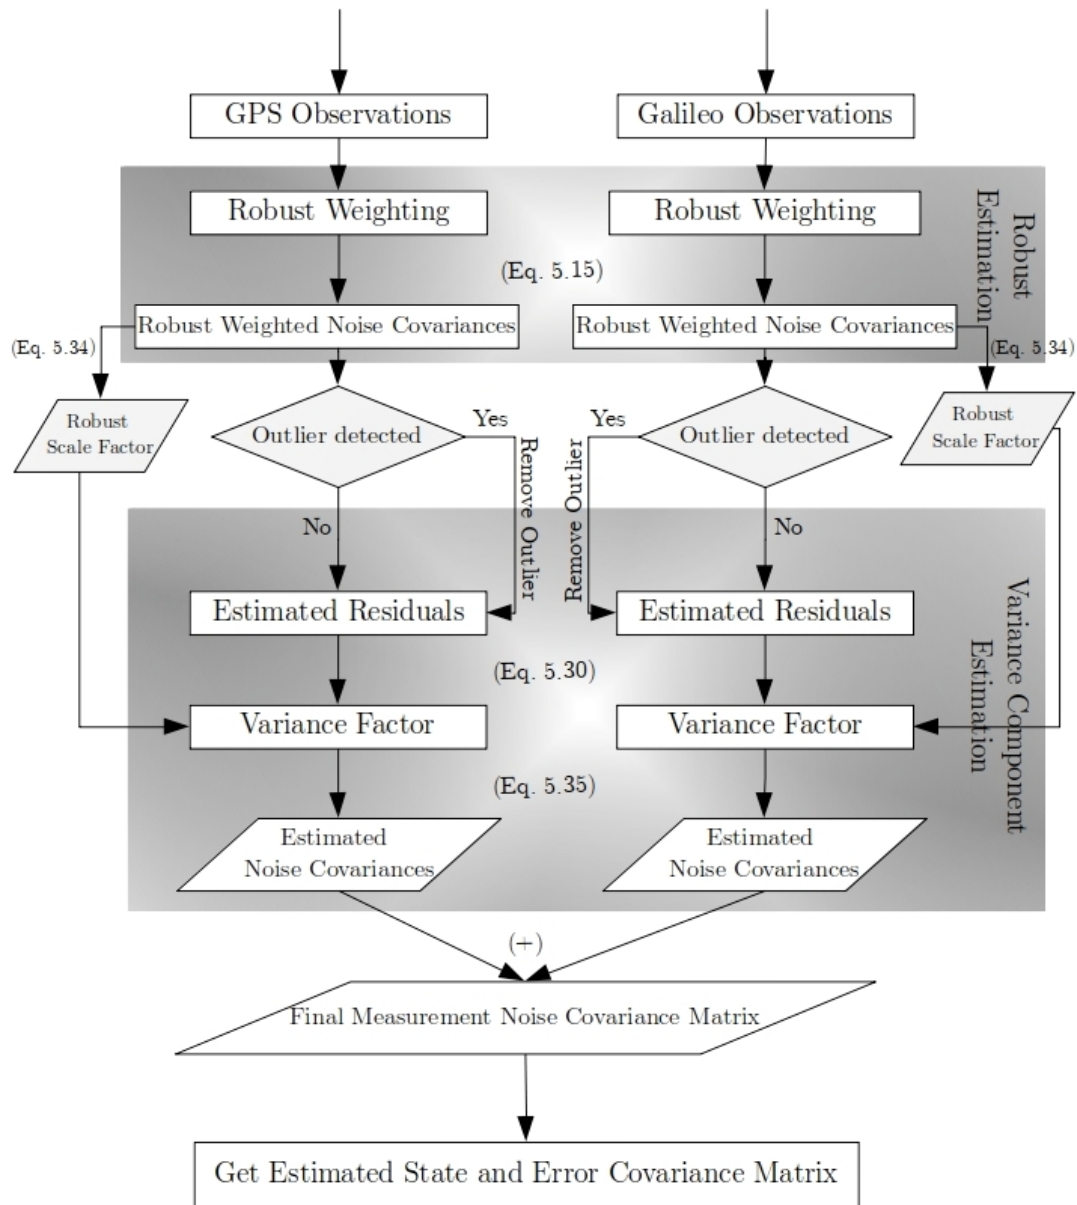 GPS Observations
Galileo Observations
Robust Weighting
Robust Weighting
Robust
Estimation
(Eq. 5.15)
Robust Weighted Noise Covariances
Robust Weighted Noise Covariances
(Eq. 5.34)
(Eq. 5.34)
Robust
Scale Factor
Outlier detected
Yes
Remove Outlier
Yes
Remove Outlier
Outlier detected
Robust
Scale Factor
No
No
Estimated Residuals
Estimated Residuals
Variance Component
Estimation
(Eq. 5.30)
Variance Factor
Variance Factor
(Eq. 5.35)
Estimated
Noise Covariances
Estimated
Noise Covariances
(+)
Final Measurement Noise Covariance Matrix
Get Estimated State and Error Covariance Matrix